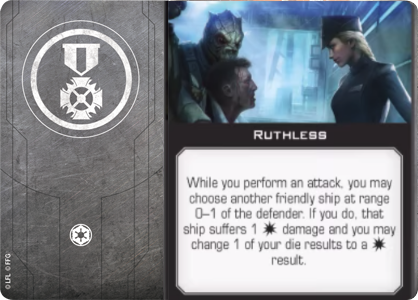 RUTHLESS
While you perform an attack, you may
choose another friendly ship at range
0–1 of the defender. If you do, that
ship suffers 1 damage and you may
change 1 of your die results to a
result.
©LFL ©FFG